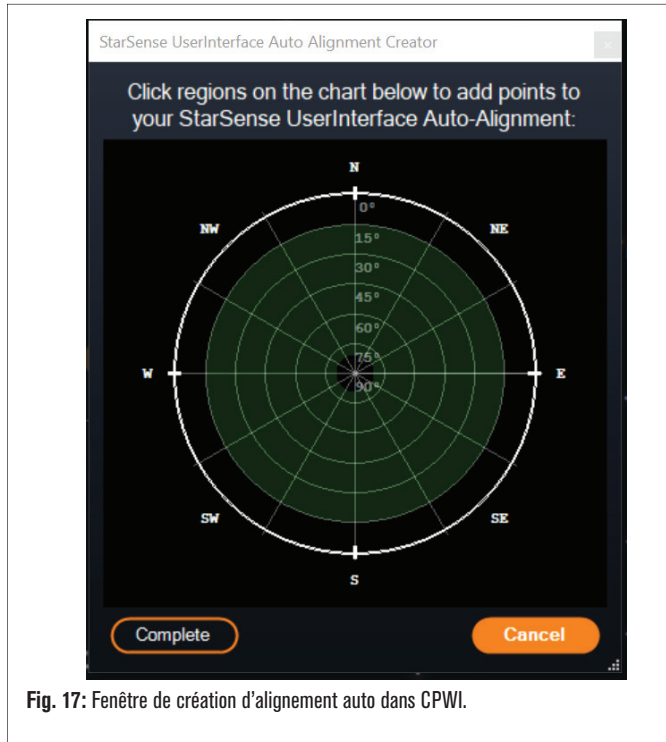 StarSense UserInterface Auto Alignment Creator
×
Click regions on the chart below to add points to
your StarSense UserInterface Auto-Alignment:
N
0°
NW
NE
15°
30°
45°
60°
75°
W
E
90°
SW
SE
S
Complete
Cancel
Fig. 17: Fenêtre de création d’alignement auto dans CPWI.